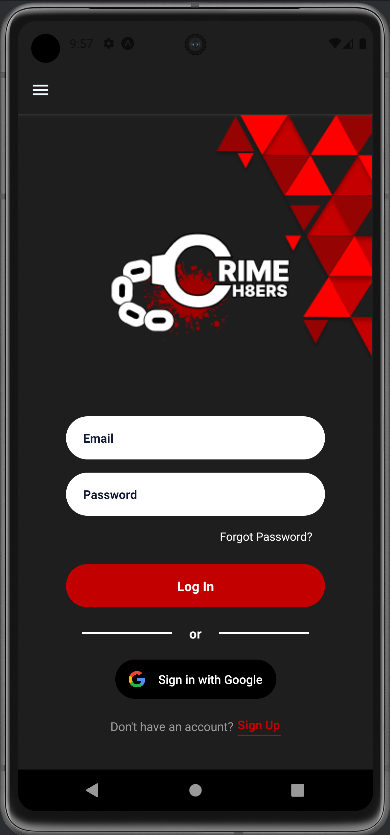 9:57
CRIME
CH8ERS
Email
Password
Forgot Password?
Log In
or
Sign in with Google
Don't have an account? Sign Up